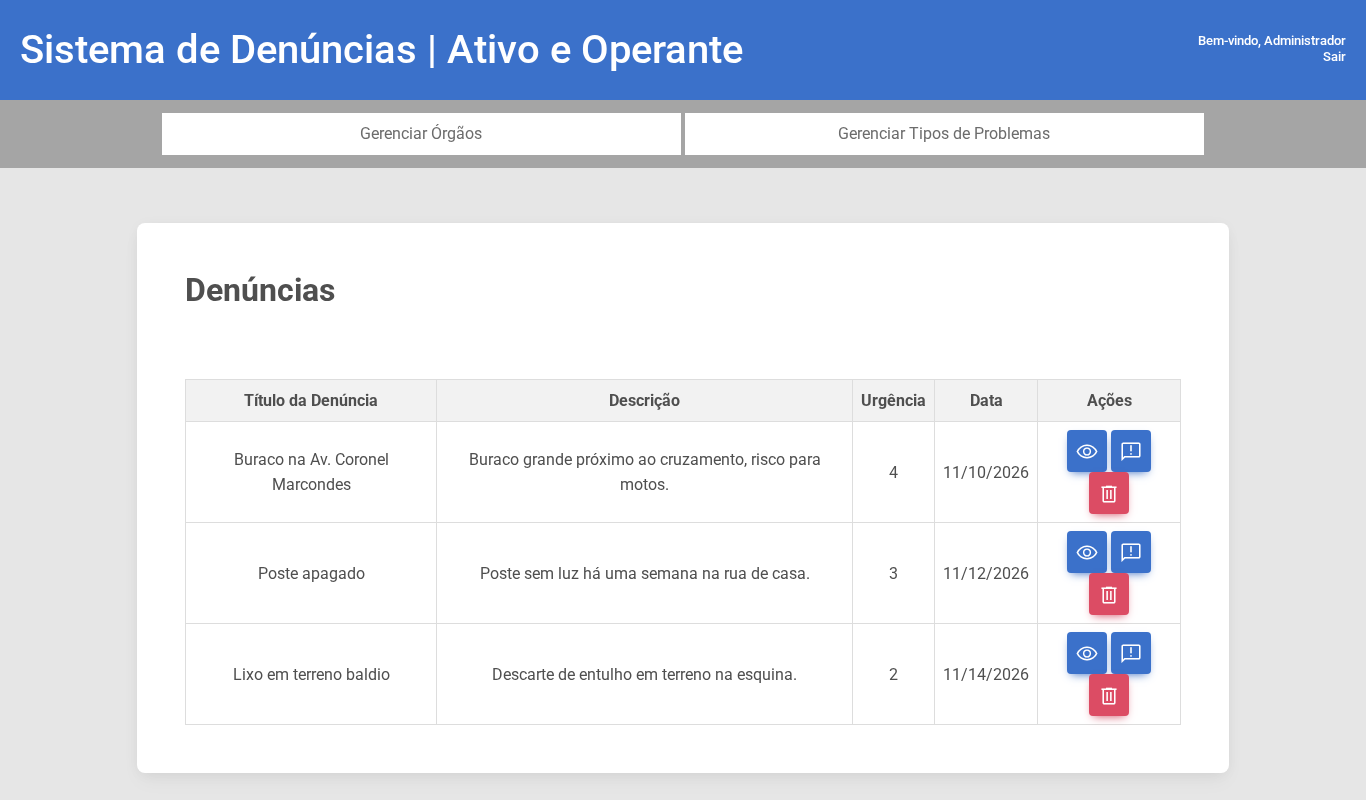 Sistema de Denúncias | Ativo e Operante
Bem-vindo, Administrador
Sair
Gerenciar Órgãos
Gerenciar Tipos de Problemas
Denúncias
Título da Denúncia
Descrição
Urgência
Data
Ações
Buraco na Av. Coronel
Marcondes
Buraco grande próximo ao cruzamento, risco para
motos.
4
11/10/2026
Poste apagado
Poste sem luz há uma semana na rua de casa.
3
11/12/2026
Lixo em terreno baldio
Descarte de entulho em terreno na esquina.
2
11/14/2026